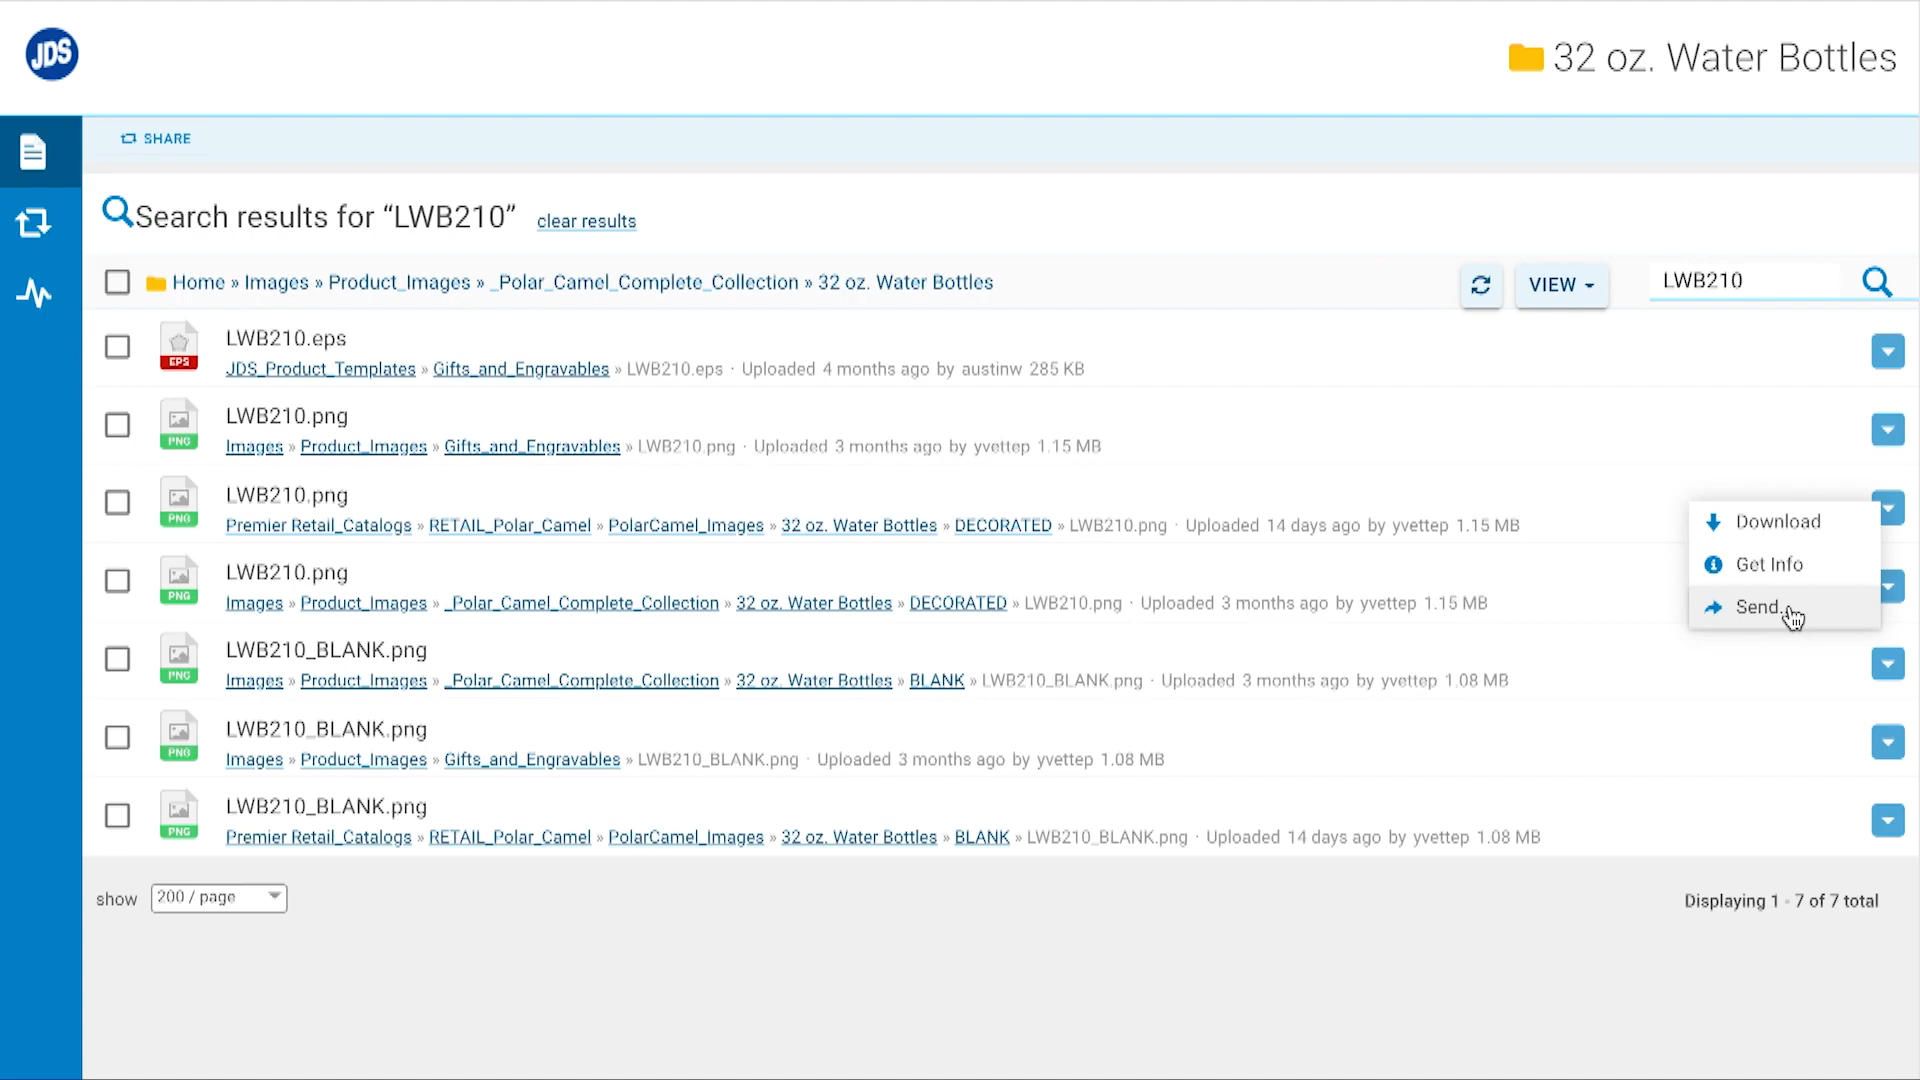 JDS
32 oz. Water Bottles
SHARE
Search results for “LWB210” clear results
Home » Images » Product_Images » _Polar_Camel_Complete_Collection » 32 oz. Water Bottles
VIEW
LWB210
EPS
LWB210.eps
JDS_Product_Templates » Gifts_and_Engravables » LWB210.eps · Uploaded 4 months ago by austinw 285 KB
PNG
LWB210.png
Images » Product_Images » Gifts_and_Engravables » LWB210.png · Uploaded 3 months ago by yvettep 1.15 MB
PNG
LWB210.png
Premier Retail_Catalogs » RETAIL_Polar_Camel » PolarCamel_Images » 32 oz. Water Bottles » DECORATED » LWB210.png · Uploaded 14 days ago by yvettep 1.15 MB
Download
Get Info
Send...
PNG
LWB210.png
Images » Product_Images » _Polar_Camel_Complete_Collection » 32 oz. Water Bottles » DECORATED » LWB210.png · Uploaded 3 months ago by yvettep 1.15 MB
PNG
LWB210_BLANK.png
Images » Product_Images » _Polar_Camel_Complete_Collection » 32 oz. Water Bottles » BLANK » LWB210_BLANK.png · Uploaded 3 months ago by yvettep 1.08 MB
PNG
LWB210_BLANK.png
Images » Product_Images » Gifts_and_Engravables » LWB210_BLANK.png · Uploaded 3 months ago by yvettep 1.08 MB
PNG
LWB210_BLANK.png
Premier Retail_Catalogs » RETAIL_Polar_Camel » PolarCamel_Images » 32 oz. Water Bottles » BLANK » LWB210_BLANK.png · Uploaded 14 days ago by yvettep 1.08 MB
show 200 / page
Displaying 1 - 7 of 7 total